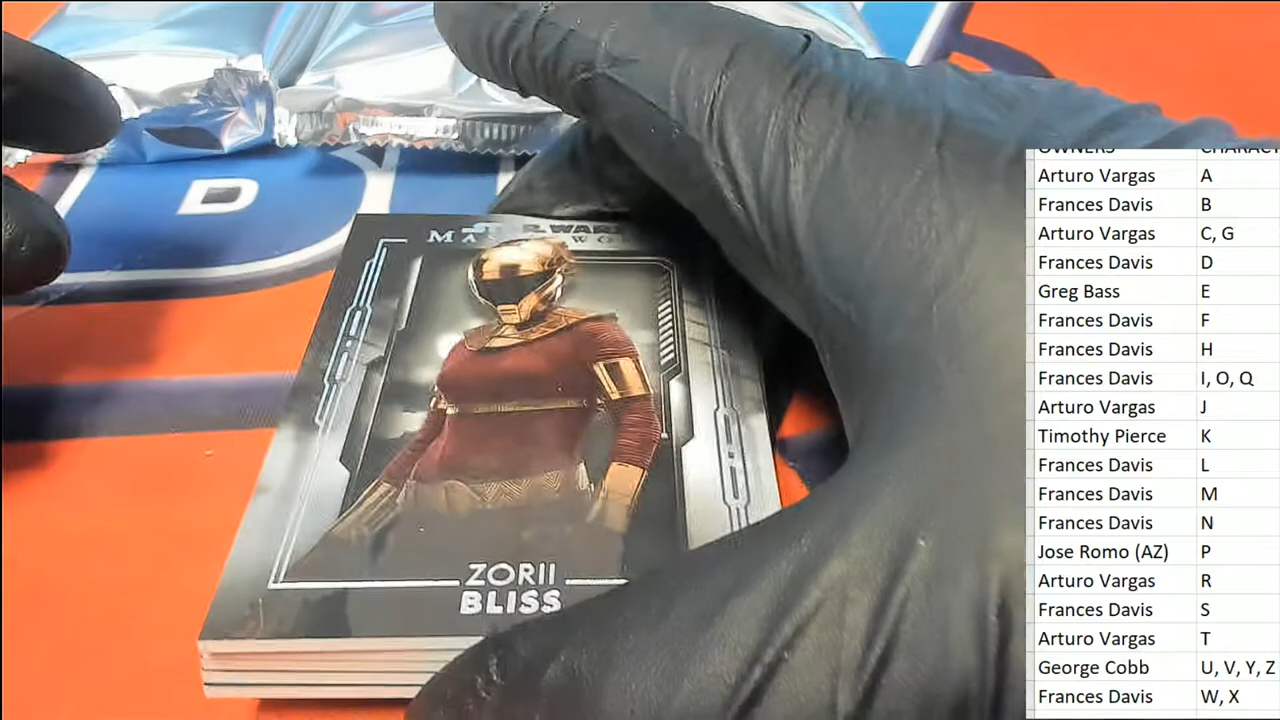 D
ZORII
BLISS
OWNERS
Arturo Vargas A
Frances Davis B
Arturo Vargas C, G
Frances Davis D
Greg Bass E
Frances Davis F
Frances Davis H
Frances Davis I, O, Q
Arturo Vargas J
Timothy Pierce K
Frances Davis L
Frances Davis M
Frances Davis N
Jose Romo (AZ) P
Arturo Vargas R
Frances Davis S
Arturo Vargas T
George Cobb U, V, Y, Z
Frances Davis W, X